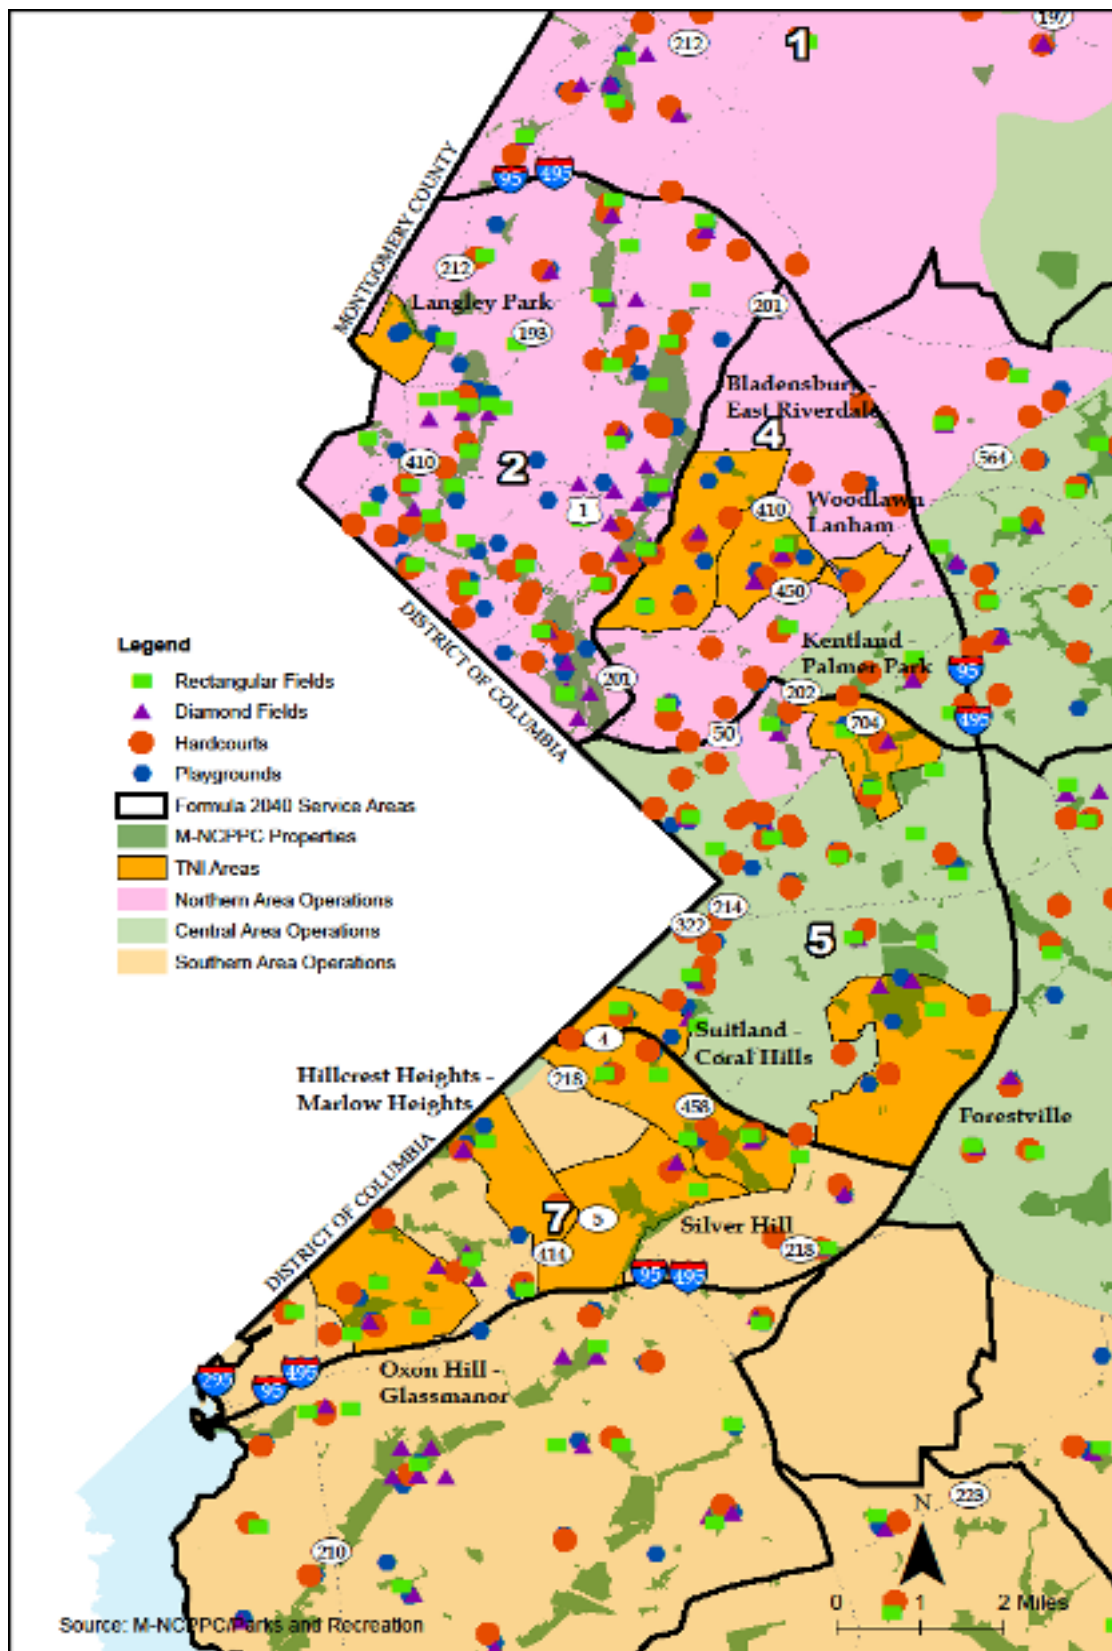 197
212
1
MONTGOMERY COUNTY
95
495
212
Langley Park
193
201
Bladensburg -
East Riverdale
4
564
410
2
1
410
Woodlawn
Lanham
450
DISTRICT OF COLUMBIA
Kentland -
Palmer Park
95
201
202
495
50
704
Legend
Rectangular Fields
Diamond Fields
Hardcourts
Playgrounds
Formula 2040 Service Areas
M-NCPPC Properties
TNI Areas
Northern Area Operations
Central Area Operations
Southern Area Operations
214
322
5
Suitland -
Coral Hills
4
218
Hillcrest Heights -
Marlow Heights
458
Forestville
DISTRICT OF COLUMBIA
7
5
Silver Hill
414
218
95
495
Oxon Hill -
Glassmanor
295
95
495
210
223
N
0
1
2 Miles
Source: M-NCPPC/Parks and Recreation